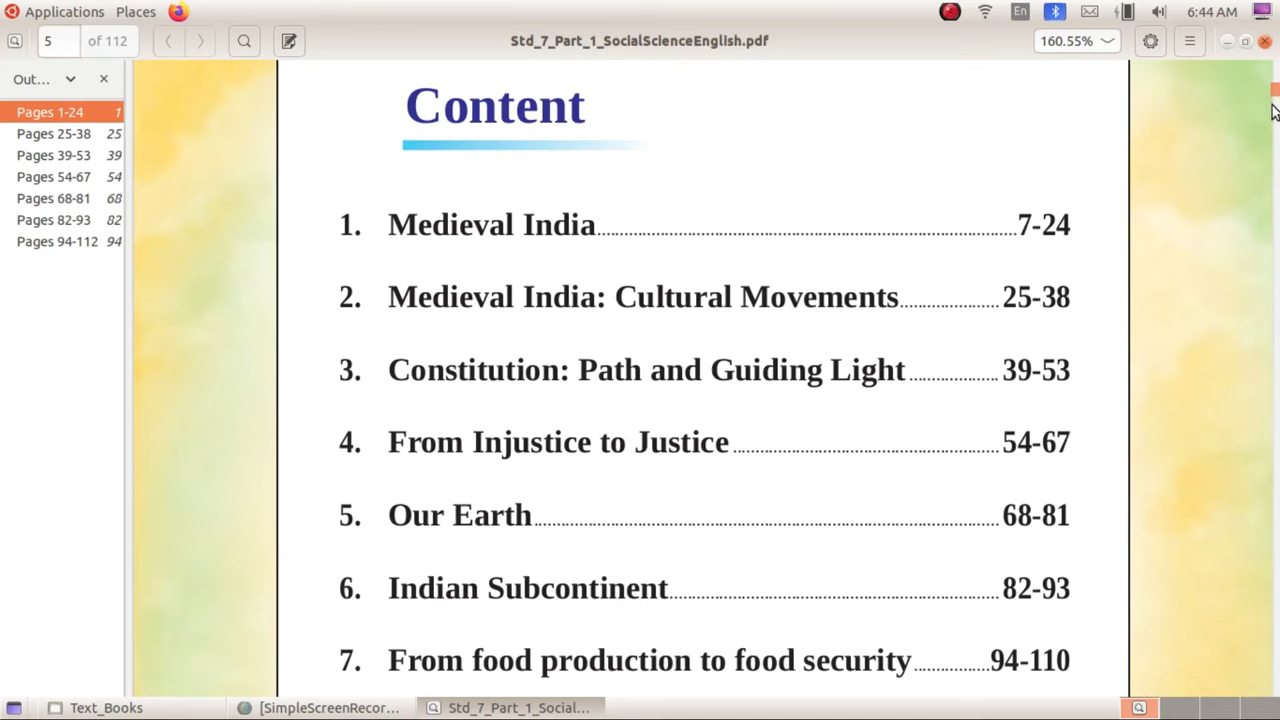 Applications Places En 6:44 AM
5 of 112 Std_7_Part_1_SocialScienceEnglish.pdf 160.55%
Out...
Pages 1-24 1
Pages 25-38 25
Pages 39-53 39
Pages 54-67 54
Pages 68-81 68
Pages 82-93 82
Pages 94-112 94
Content
1. Medieval India 7-24
2. Medieval India: Cultural Movements 25-38
3. Constitution: Path and Guiding Light 39-53
4. From Injustice to Justice 54-67
5. Our Earth 68-81
6. Indian Subcontinent 82-93
7. From food production to food security 94-110
Text_Books [SimpleScreenRecor... Std_7_Part_1_Social...